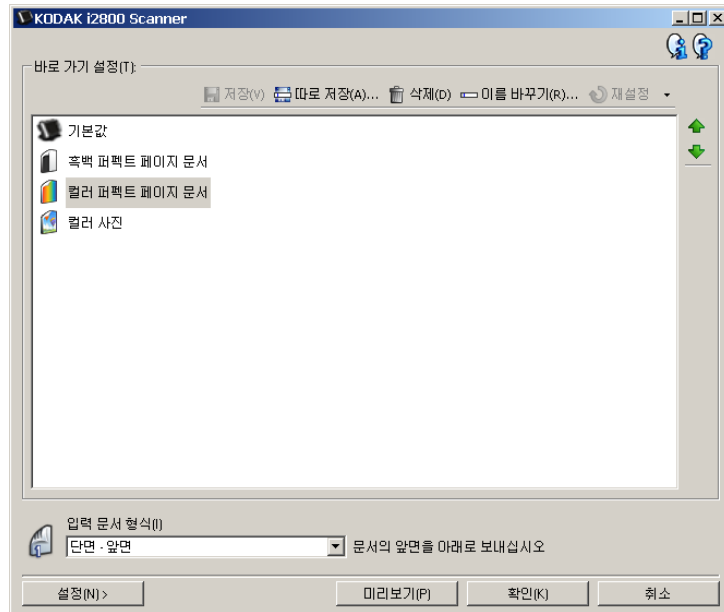 KODAK i2800 Scanner
바로 가기 설정(T):
저장(V) 따로 저장(A)... 삭제(D) 이름 바꾸기(R)... 재설정
기본값
흑백 퍼펙트 페이지 문서
컬러 퍼펙트 페이지 문서
컬러 사진
입력 문서 형식(I)
단면 - 앞면 문서의 앞면을 아래로 보내십시오
설정(N) > 미리보기(P) 확인(K) 취소